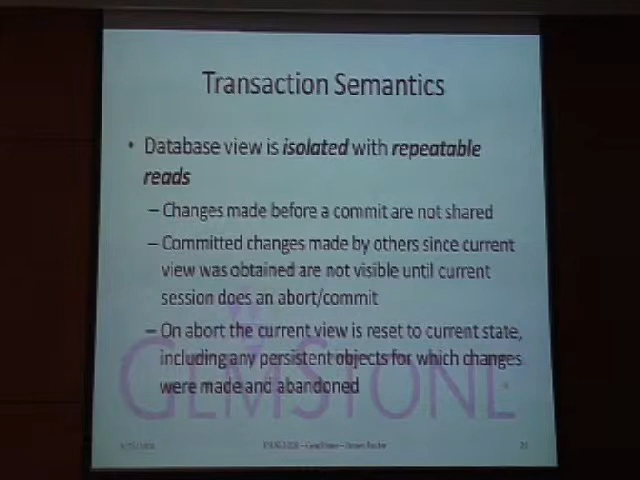 Transaction Semantics
• Database view is isolated with repeatable
reads
– Changes made before a commit are not shared
– Committed changes made by others since current
view was obtained are not visible until current
session does an abort/commit
– On abort the current view is reset to current state,
including any persistent objects for which changes
were made and abandoned
GEMSTONE